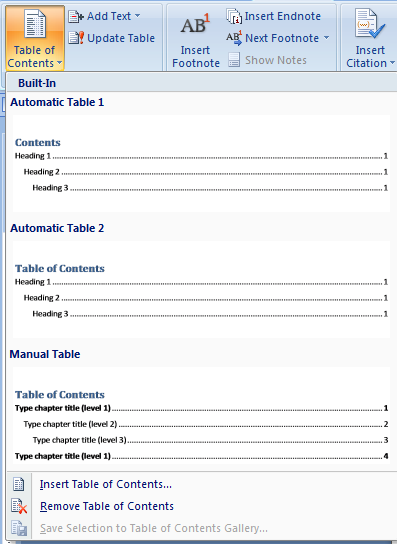 Table of Contents
Add Text
Update Table
AB¹
Insert Footnote
Insert Endnote
AB Next Footnote
Show Notes
Insert Citation
Built-In
Automatic Table 1
Contents
Heading 1 ........ 1
Heading 2 ........ 1
Heading 3 ........ 1
Automatic Table 2
Table of Contents
Heading 1 ........ 1
Heading 2 ........ 1
Heading 3 ........ 1
Manual Table
Table of Contents
Type chapter title (level 1) ........ 1
Type chapter title (level 2) ........ 2
Type chapter title (level 3) ........ 3
Type chapter title (level 1) ........ 4
Insert Table of Contents...
Remove Table of Contents
Save Selection to Table of Contents Gallery...